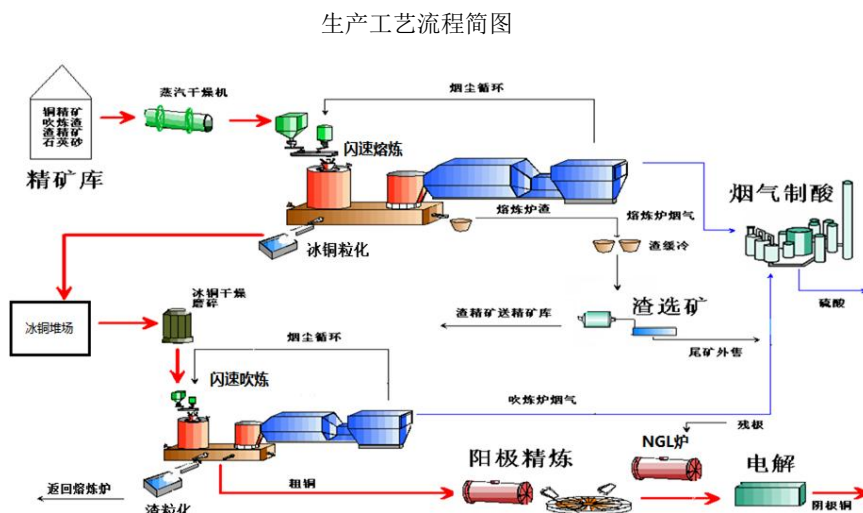 生产工艺流程简图
铜精矿
吹炼渣
渣精矿
石英砂
精矿库
蒸汽干燥机
烟尘循环
闪速熔炼
熔炼炉渣
熔炼炉烟气
渣缓冷
烟气制酸
硫酸
冰铜粒化
冰铜堆场
冰铜干燥
磨碎
渣精矿送精矿库
渣选矿
尾矿外售
烟尘循环
闪速吹炼
吹炼炉烟气
残极
NGL炉
阳极精炼
电解
粗铜
阴极铜
返回熔炼炉
渣粒化